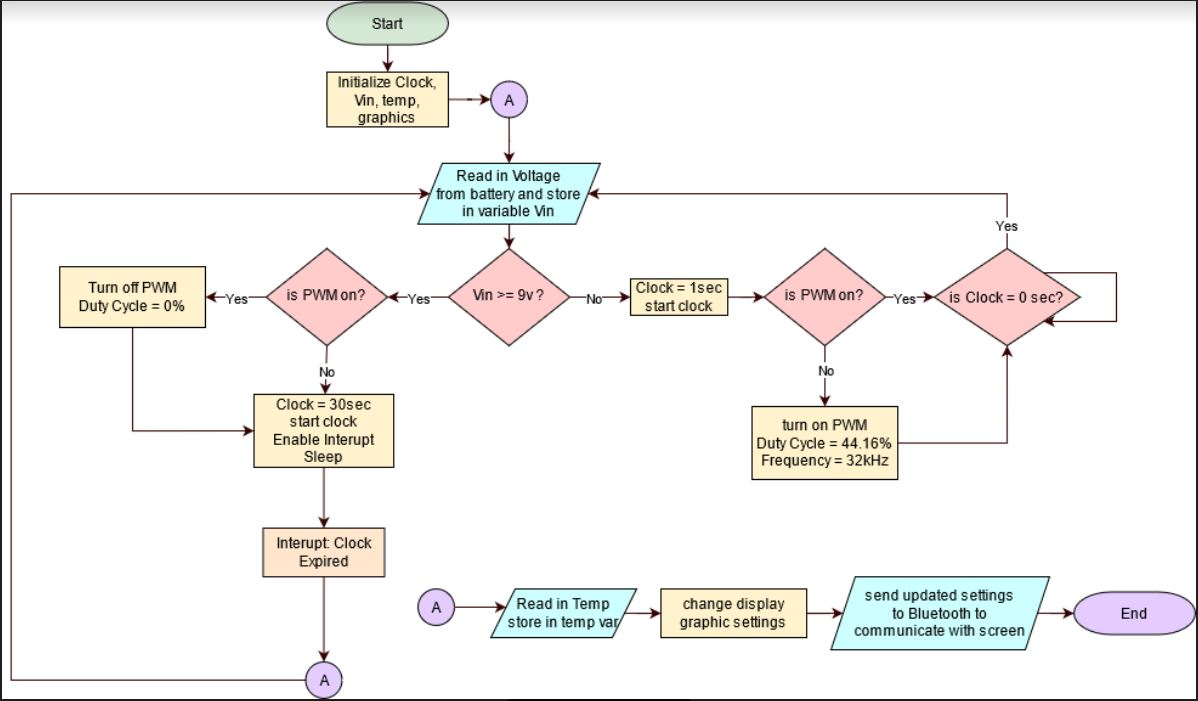 Start
Initialize Clock,
Vin, temp,
graphics
A
Read in Voltage
from battery and store
in variable Vin
Yes
Turn off PWM
Duty Cycle = 0%
Yes
is PWM on?
Yes
Vin >= 9v ?
No
Clock = 1sec
start clock
is PWM on?
Yes
is Clock = 0 sec?
No
No
Clock = 30sec
start clock
Enable Interupt
Sleep
turn on PWM
Duty Cycle = 44.16%
Frequency = 32kHz
Interupt: Clock
Expired
A
Read in Temp
store in temp var
change display
graphic settings
send updated settings
to Bluetooth to
communicate with screen
End
A